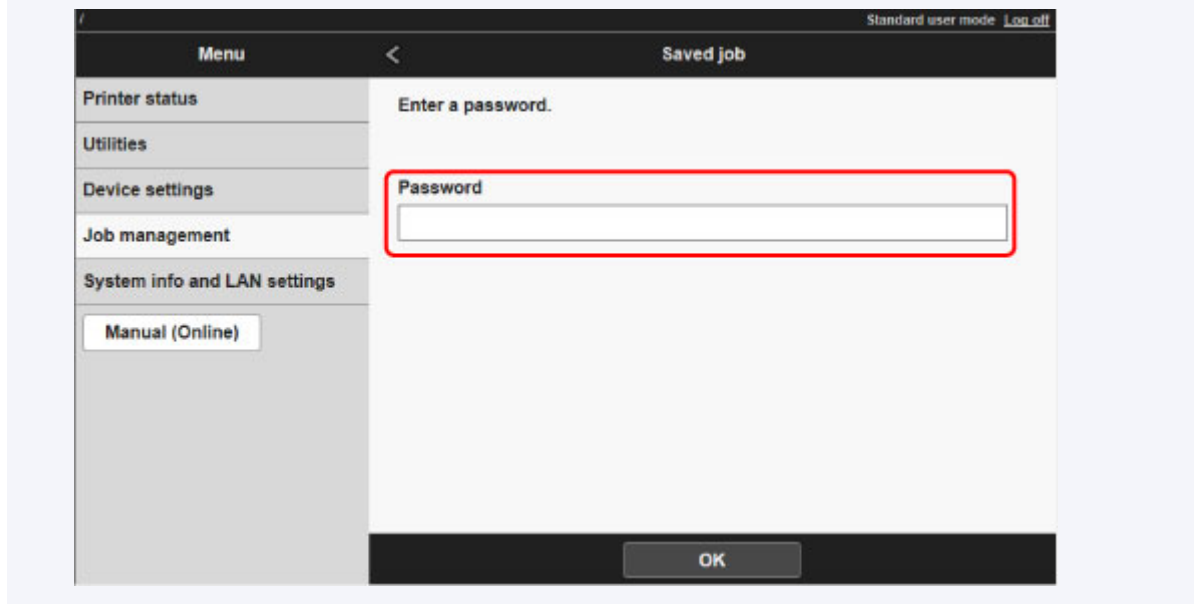 /
Standard user mode Log off
Menu
< Saved job
Printer status
Utilities
Device settings
Job management
System info and LAN settings
Manual (Online)
Enter a password.
Password
OK